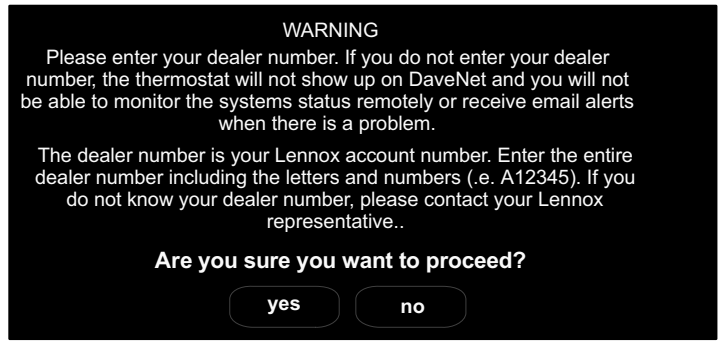 WARNING
Please enter your dealer number. If you do not enter your dealer
number, the thermostat will not show up on DaveNet and you will not
be able to monitor the systems status remotely or receive email alerts
when there is a problem.
The dealer number is your Lennox account number. Enter the entire
dealer number including the letters and numbers (.e. A12345). If you
do not know your dealer number, please contact your Lennox
representative..
Are you sure you want to proceed?
yes no